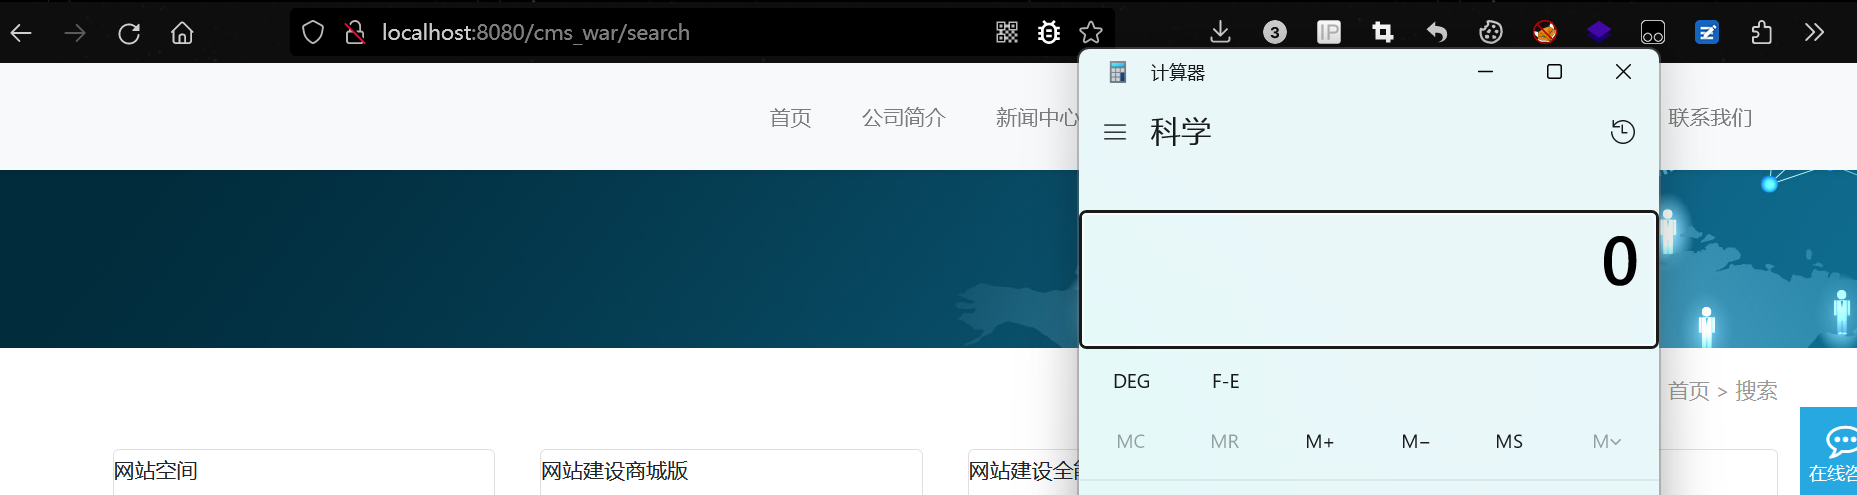 localhost:8080/cms_war/search
3
IP
计算器
首页 公司简介 新闻中心 联系我们
科学
0
DEG F-E
首页 > 搜索
MC MR M+ M− MS M
网站空间 网站建设商城版 网站建设全
在线咨